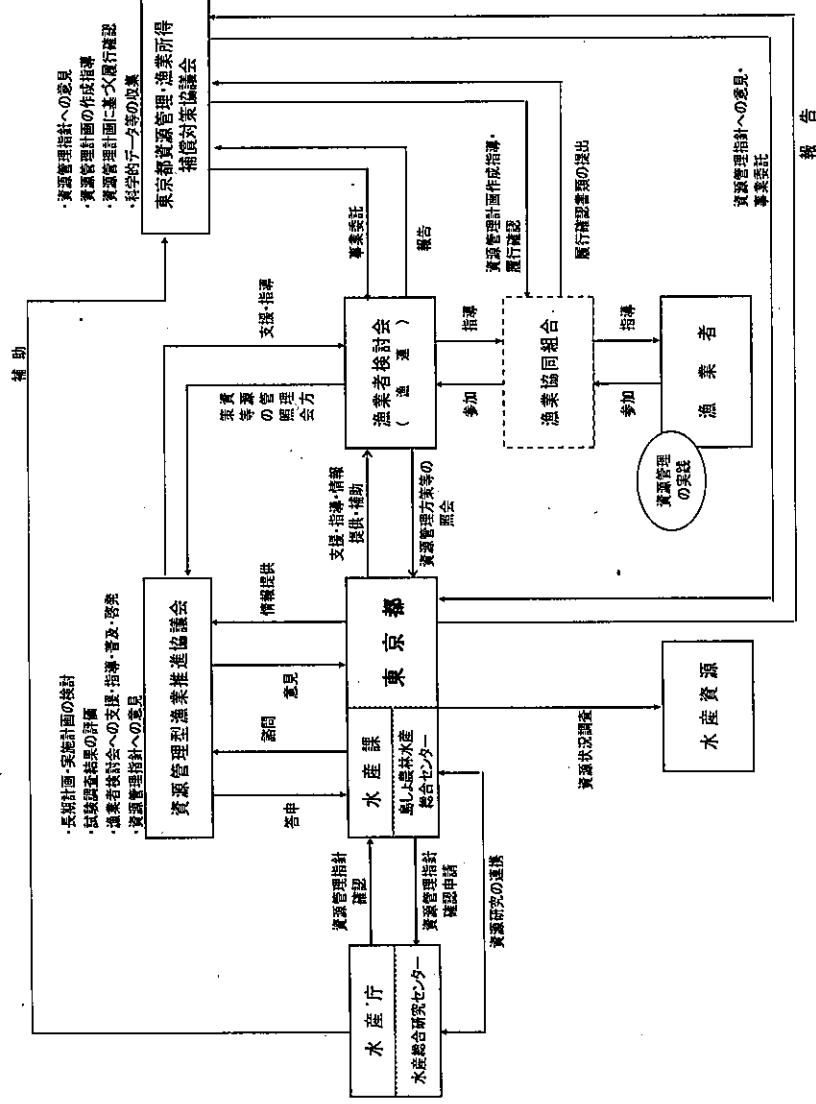 補助
・長期計画・実施計画の検討
・試験調査結果の評価
・漁業者検討会への支援・指導・普及・啓発
・資源管理指針への意見
資源管理型漁業推進協議会
・資源管理指針への意見
・資源管理計画の作成指導
・資源管理計画に基づく履行確認
・科学的データ等の収集
東京都資源管理・漁業所得
補償対策協議会
支援・指導
資源管理方
策等の照会
答申
諮問
意見
情報提供
事業委託
報告
水産庁
水産総合研究センター
資源管理指針
確認
資源管理指針
確認申請
水産課
島しょ農林水産
総合センター
東京都
支援・指導・情報
提供・補助
資源管理方策等の
照会
漁業者検討会
(漁連)
参加
指導
資源管理計画作成指導・
履行確認
履行確認書類の提出
漁業協同組合
参加
指導
漁業者
資源管理
の実践
資源研究の連携
資源状況調査
水産資源
資源管理指針への意見・
事業委託
報告